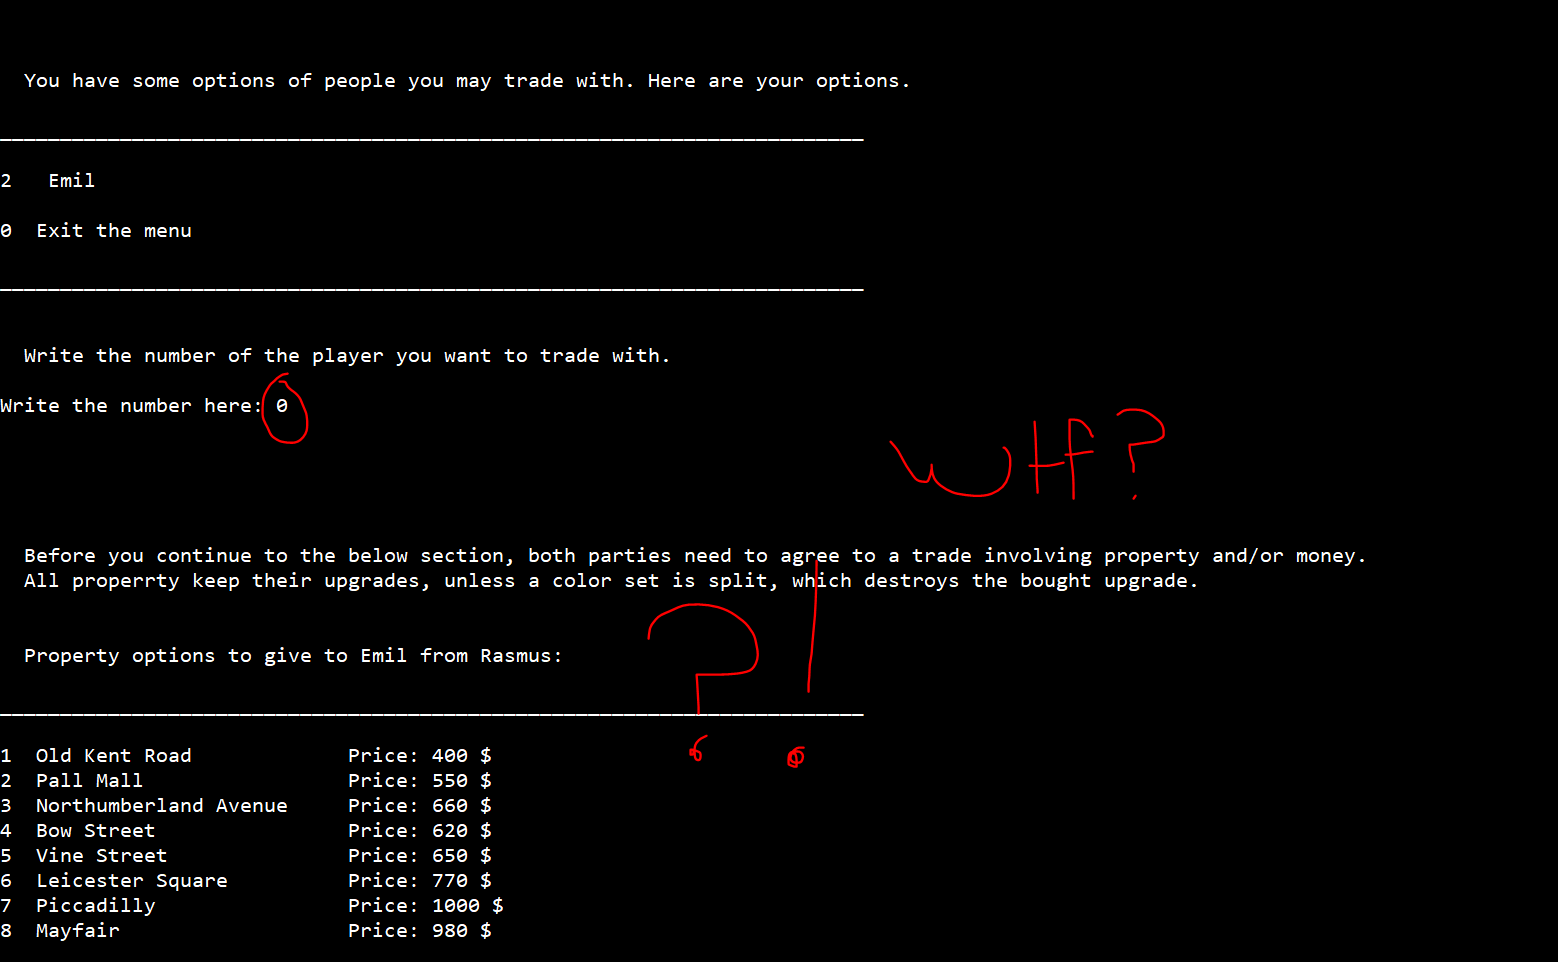 You have some options of people you may trade with. Here are your options.
2 Emil
0 Exit the menu
Write the number of the player you want to trade with.
Write the number here: 0
wtf?
Before you continue to the below section, both parties need to agree to a trade involving property and/or money.
All properrty keep their upgrades, unless a color set is split, which destroys the bought upgrade.
?!
Property options to give to Emil from Rasmus:
1 Old Kent Road Price: 400 $
2 Pall Mall Price: 550 $
3 Northumberland Avenue Price: 660 $
4 Bow Street Price: 620 $
5 Vine Street Price: 650 $
6 Leicester Square Price: 770 $
7 Piccadilly Price: 1000 $
8 Mayfair Price: 980 $